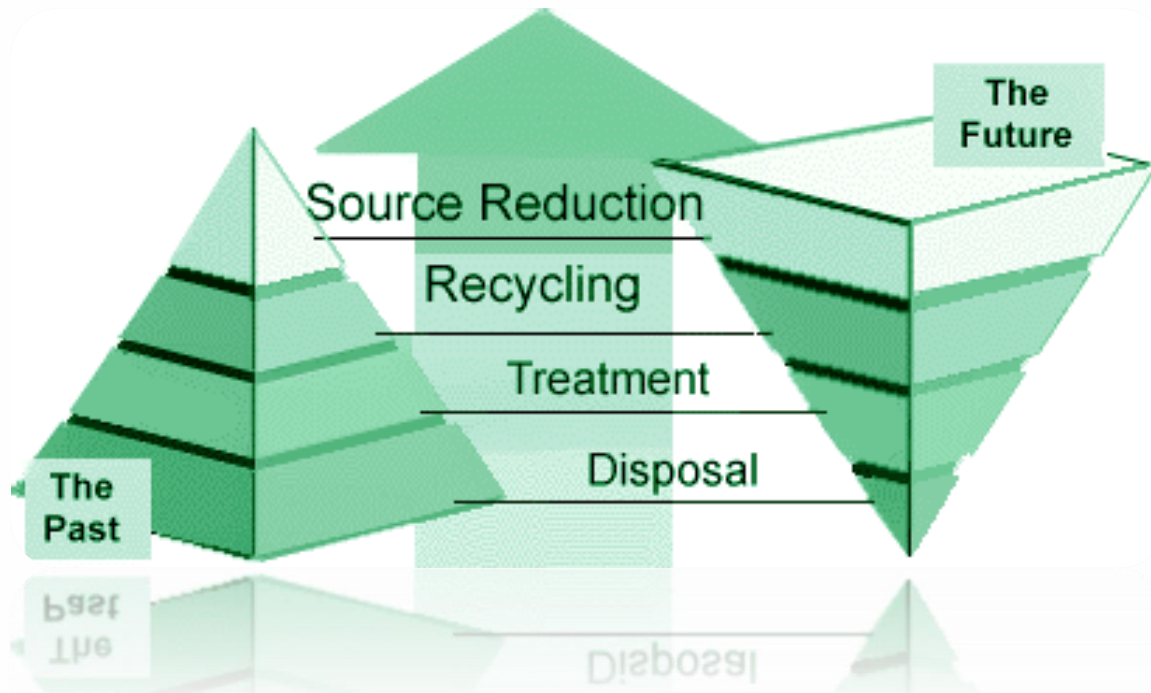 The
Future
Source Reduction
Recycling
Treatment
Disposal
The
Past